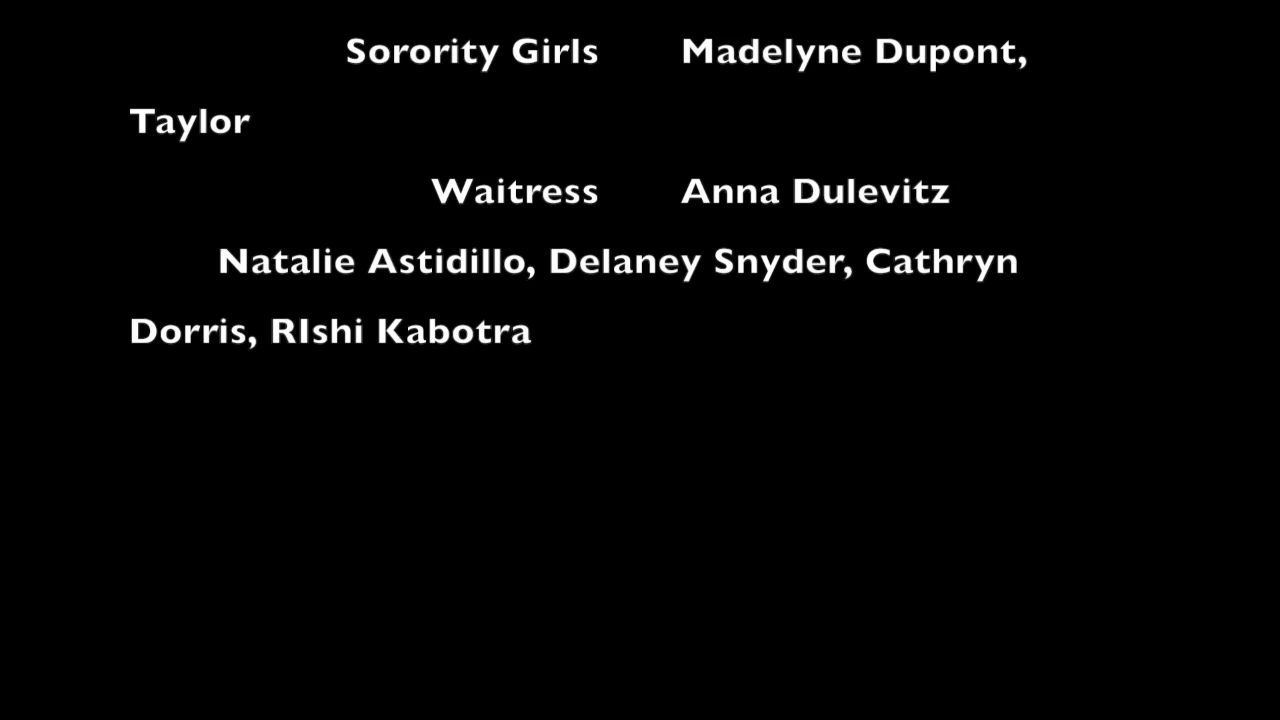 Sorority Girls Madelyne Dupont,
Taylor
Waitress Anna Dulevitz
Natalie Astidillo, Delaney Snyder, Cathryn
Dorris, RIshi Kabotra